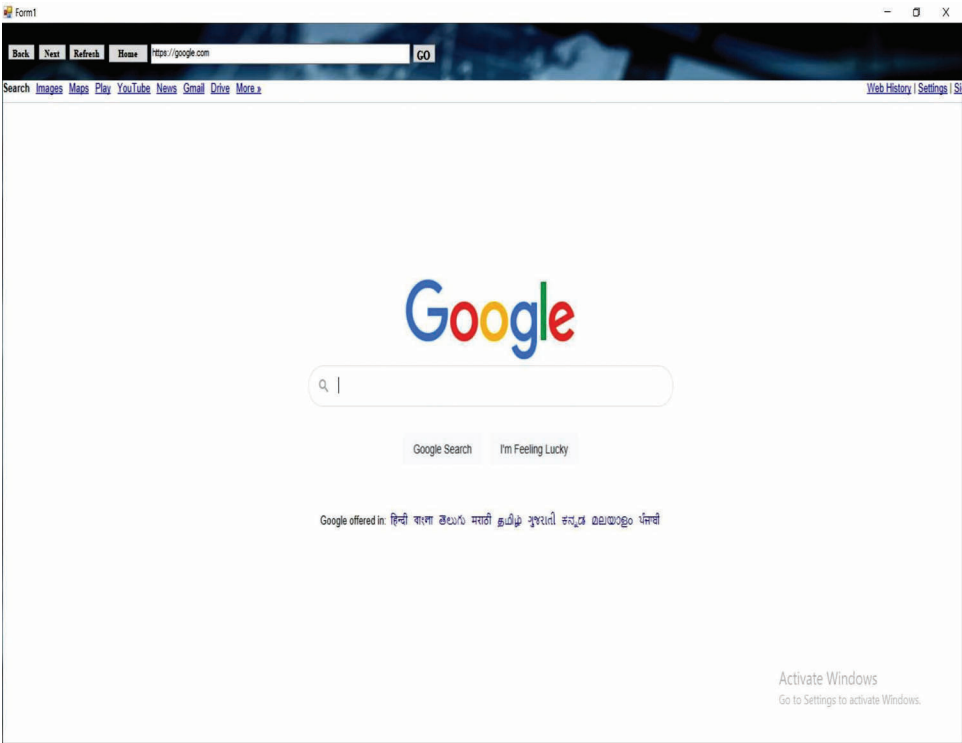 Form1
Back Next Refresh Home https://google.com GO
Search Images Maps Play YouTube News Gmail Drive More » Web History | Settings | Si
Google
Google Search I'm Feeling Lucky
Google offered in: हिन्दी বাংলা తెలుగు मराठी தமிழ் ગુજરાતી ಕನ್ನಡ മലയാളം ਪੰਜਾਬੀ
Activate Windows
Go to Settings to activate Windows.